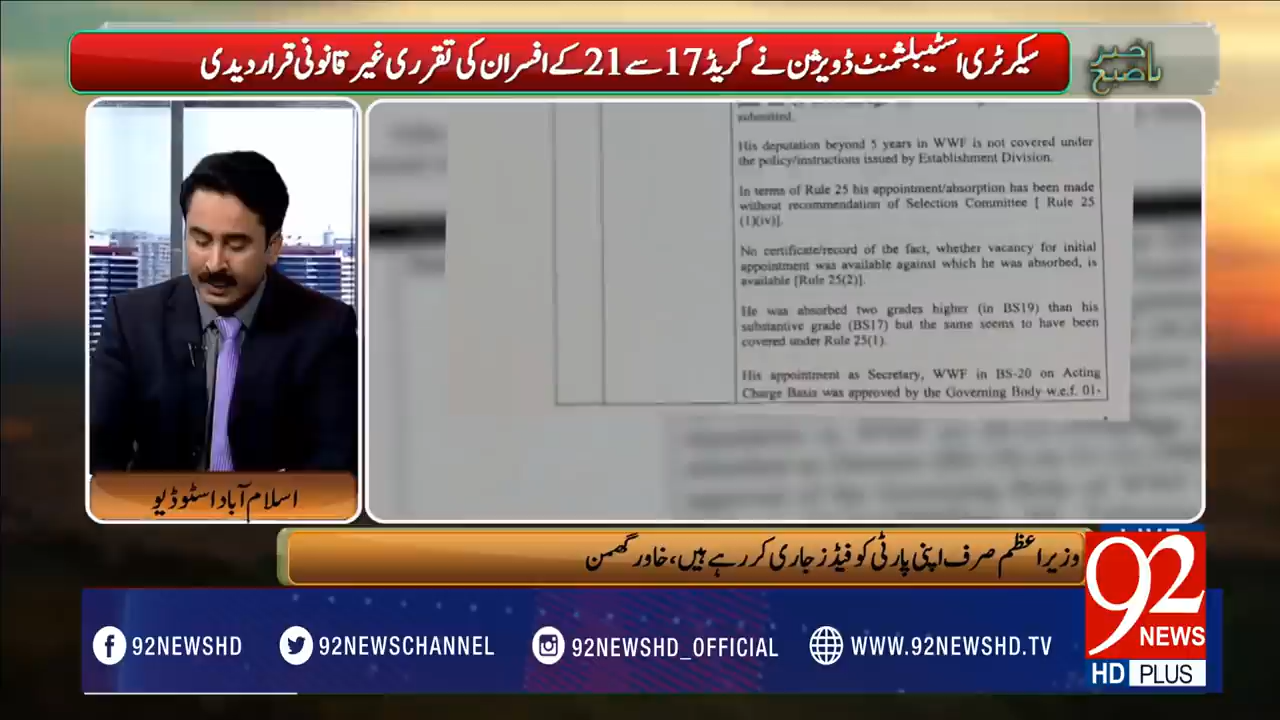 سیکرٹری اسٹیبلشمنٹ ڈویژن نے گریڈ 17 سے 21 کے افسران کی تقرری غیر قانونی قرار دیدی
باخبر
صبح
submitted.
His deputation beyond 5 years in WWF is not covered under
the policy/instructions issued by Establishment Division.
In terms of Rule 25 his appointment/absorption has been made
without recommendation of Selection Committee [ Rule 25
(1)(iv)].
No certificate/record of the fact, whether vacancy for initial
appointment was available against which he was absorbed, is
available [Rule 25(2)].
He was absorbed two grades higher (in BS19) than his
substantive grade (BS17) but the same seems to have been
covered under Rule 25(1).
His appointment as Secretary, WWF in BS-20 on Acting
Charge Basis was approved by the Governing Body w.e.f. 01-
اسلام آباد اسٹوڈیو
وزیراعظم صرف اپنی پارٹی کو فیڈز جاری کر رہے ہیں، خاور گھمن
LIVE
92
NEWS
HD PLUS
92NEWSHD
92NEWSCHANNEL
92NEWSHD_OFFICIAL
WWW.92NEWSHD.TV